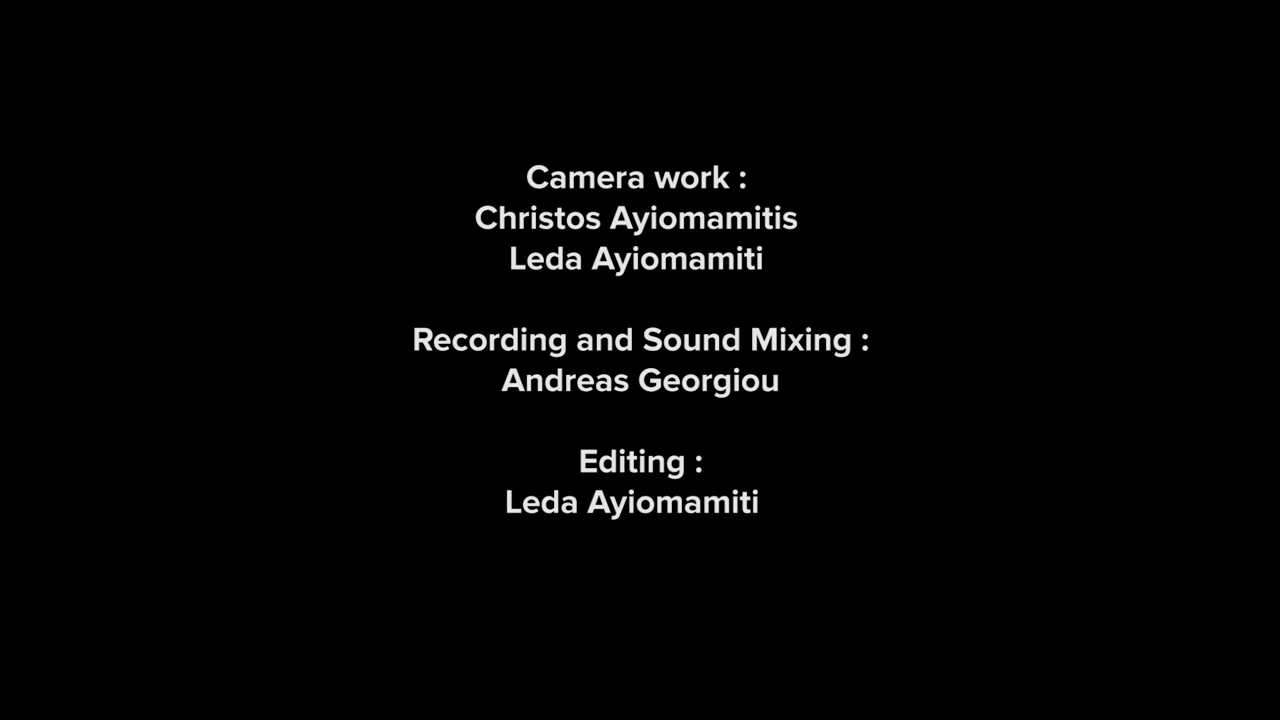 Camera work :
Christos Ayiomamitis
Leda Ayiomamiti
Recording and Sound Mixing :
Andreas Georgiou
Editing :
Leda Ayiomamiti